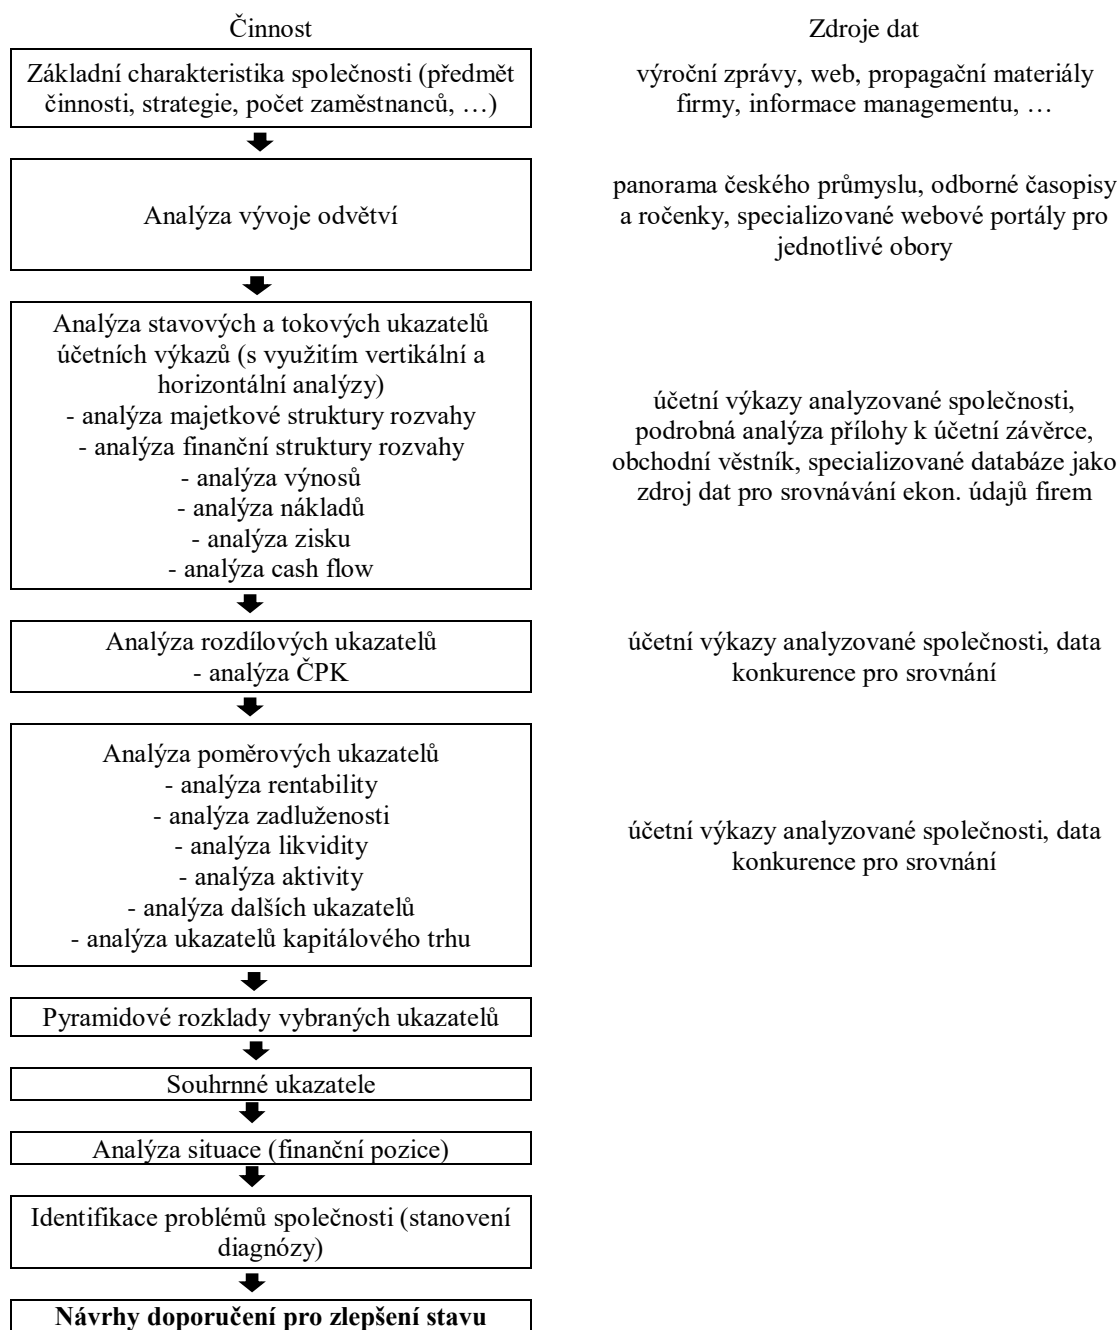 Činnost
Zdroje dat
Základní charakteristika společnosti (předmět
činnosti, strategie, počet zaměstnanců, …)
výroční zprávy, web, propagační materiály
firmy, informace managementu, …
Analýza vývoje odvětví
panorama českého průmyslu, odborné časopisy
a ročenky, specializované webové portály pro
jednotlivé obory
Analýza stavových a tokových ukazatelů
účetních výkazů (s využitím vertikální a
horizontální analýzy)
- analýza majetkové struktury rozvahy
- analýza finanční struktury rozvahy
- analýza výnosů
- analýza nákladů
- analýza zisku
- analýza cash flow
účetní výkazy analyzované společnosti,
podrobná analýza přílohy k účetní závěrce,
obchodní věstník, specializované databáze jako
zdroj dat pro srovnávání ekon. údajů firem
Analýza rozdílových ukazatelů
- analýza ČPK
účetní výkazy analyzované společnosti, data
konkurence pro srovnání
Analýza poměrových ukazatelů
- analýza rentability
- analýza zadluženosti
- analýza likvidity
- analýza aktivity
- analýza dalších ukazatelů
- analýza ukazatelů kapitálového trhu
účetní výkazy analyzované společnosti, data
konkurence pro srovnání
Pyramidové rozklady vybraných ukazatelů
Souhrnné ukazatele
Analýza situace (finanční pozice)
Identifikace problémů společnosti (stanovení
diagnózy)
Návrhy doporučení pro zlepšení stavu